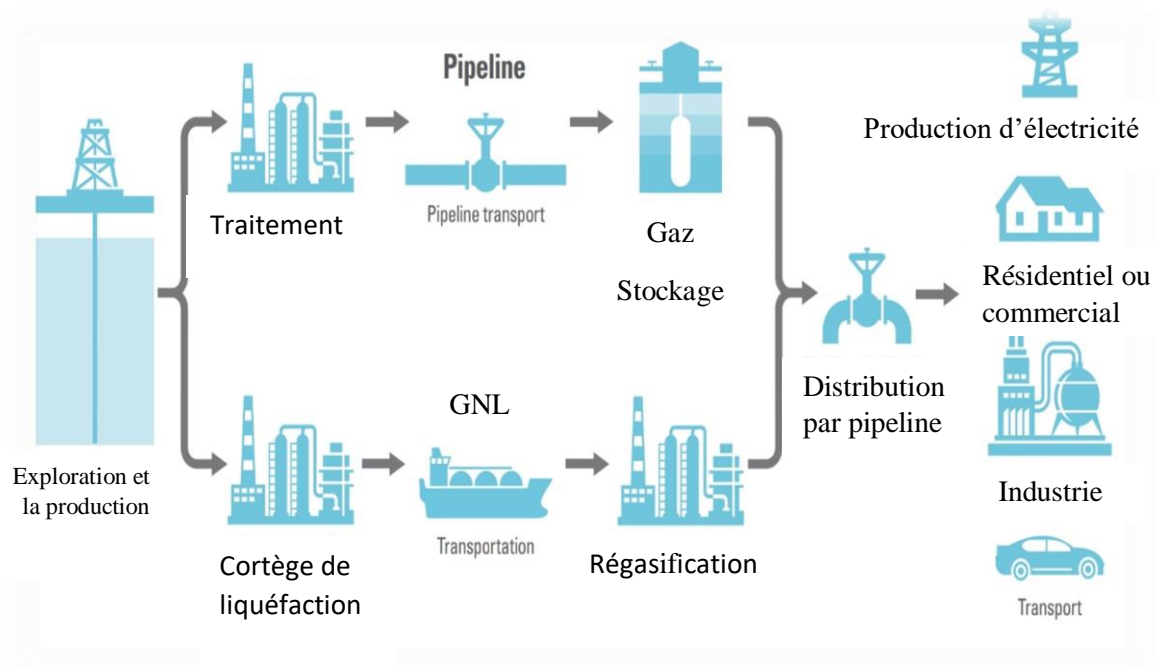 Pipeline
Production d’électricité
Traitement
Pipeline transport
Gaz
Stockage
Résidentiel ou
commercial
Distribution
par pipeline
GNL
Exploration et
la production
Industrie
Transportation
Cortège de
liquéfaction
Régasification
Transport